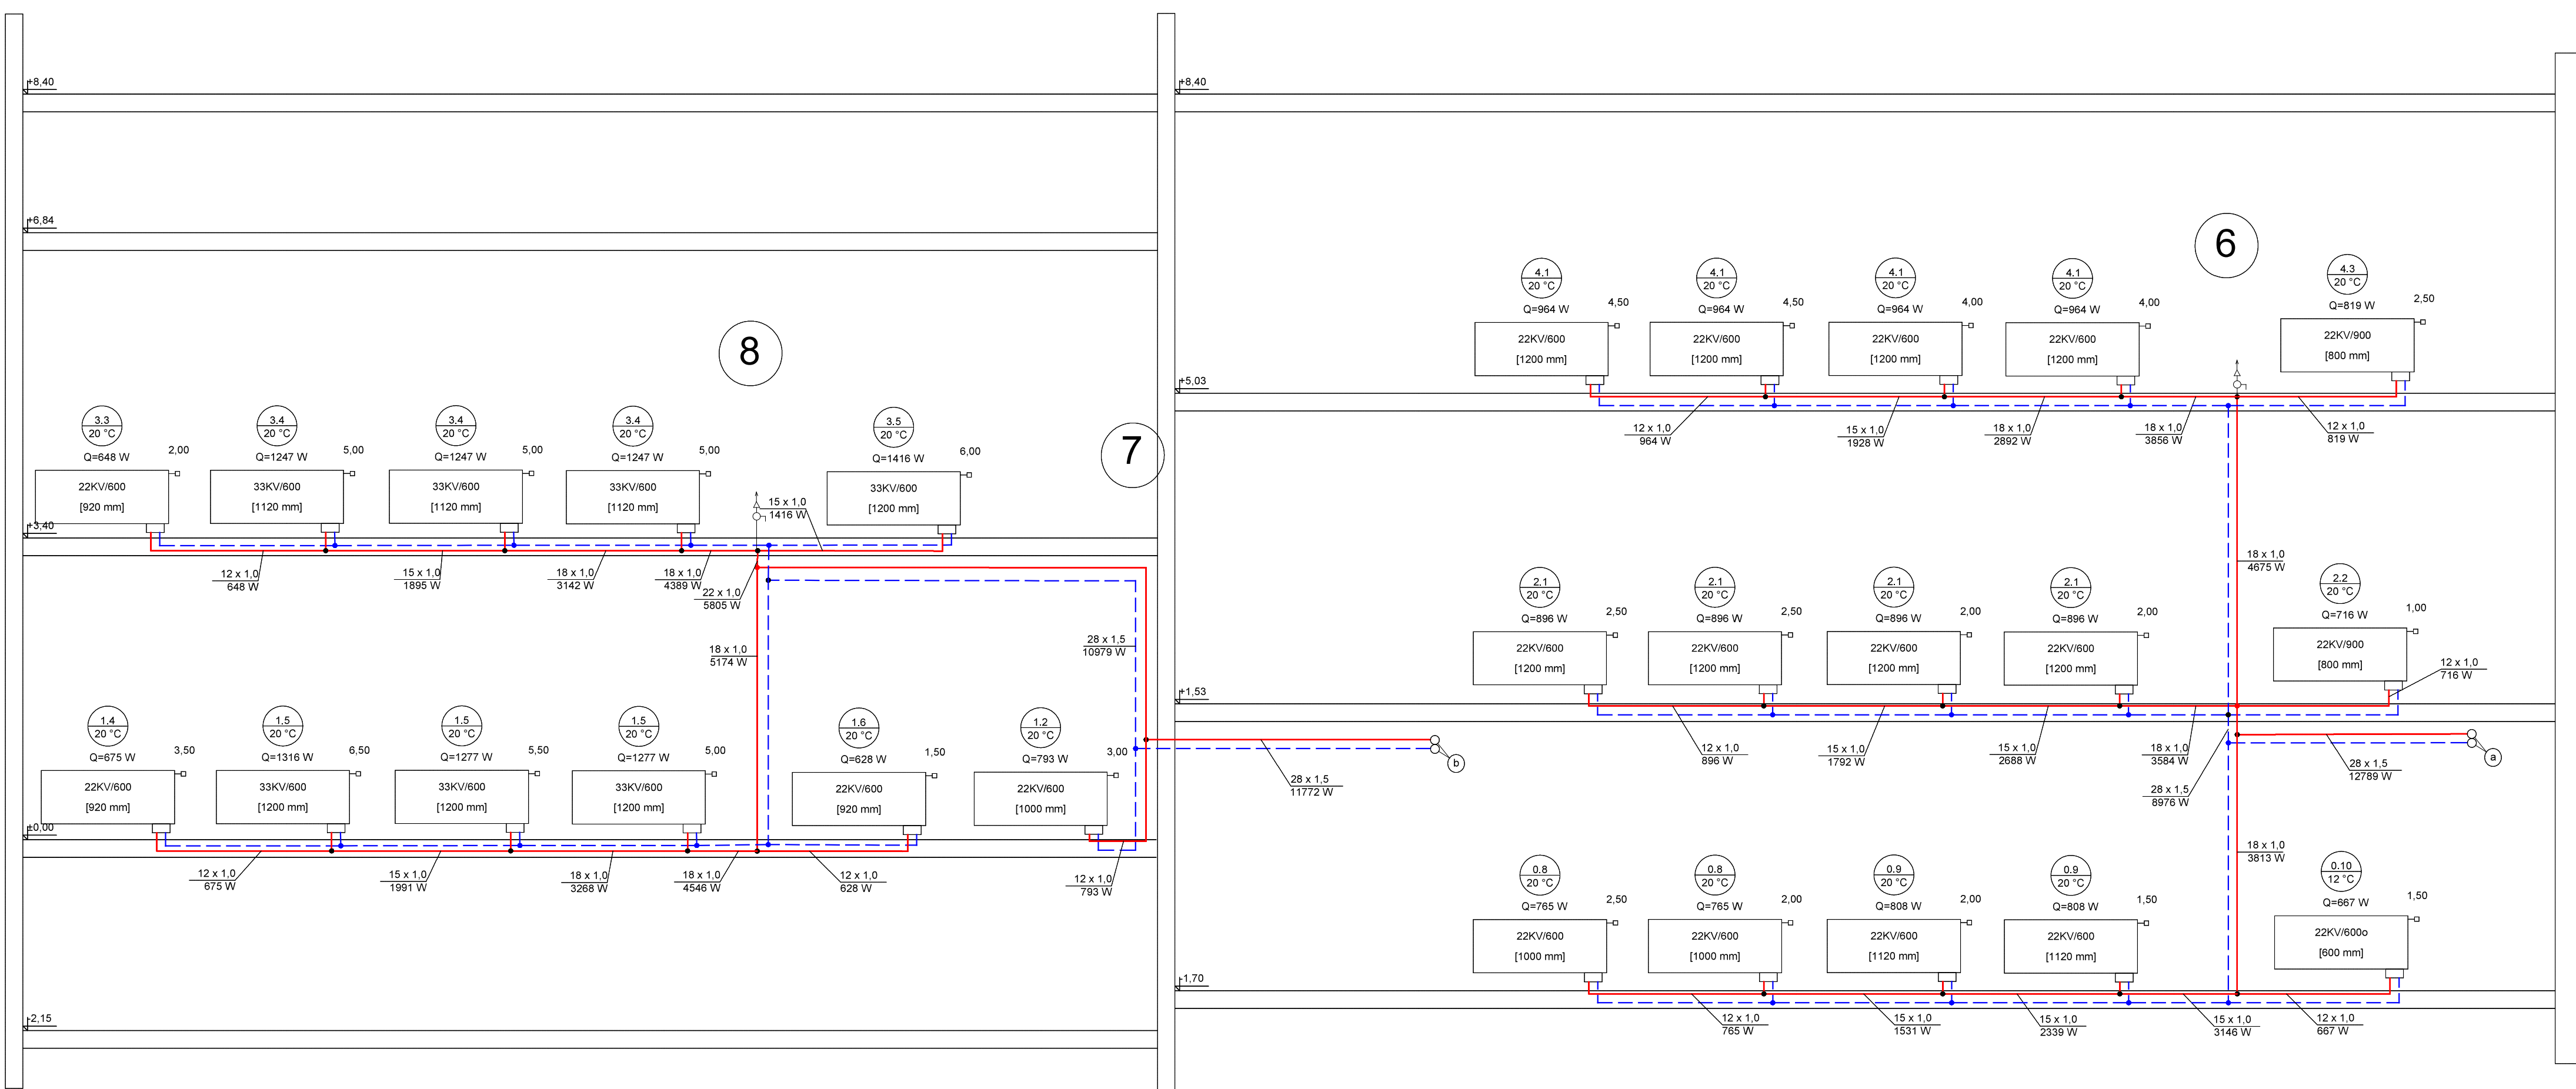 +8,40
+6,84
8
7
3.3
20 °C
Q=648 W
2,00
22KV/600
[920 mm]
3.4
20 °C
Q=1247 W
5,00
33KV/600
[1120 mm]
3.4
20 °C
Q=1247 W
5,00
33KV/600
[1120 mm]
3.4
20 °C
Q=1247 W
5,00
33KV/600
[1120 mm]
3.5
20 °C
Q=1416 W
6,00
33KV/600
[1200 mm]
+3,40
15 x 1,0
1416 W
12 x 1,0
648 W
15 x 1,0
1895 W
18 x 1,0
3142 W
18 x 1,0
4389 W
22 x 1,0
5805 W
18 x 1,0
5174 W
28 x 1,5
10979 W
1.4
20 °C
Q=675 W
3,50
22KV/600
[920 mm]
1.5
20 °C
Q=1316 W
6,50
33KV/600
[1200 mm]
1.5
20 °C
Q=1277 W
5,50
33KV/600
[1200 mm]
1.5
20 °C
Q=1277 W
5,00
33KV/600
[1200 mm]
1.6
20 °C
Q=628 W
1,50
22KV/600
[920 mm]
1.2
20 °C
Q=793 W
3,00
22KV/600
[1000 mm]
±0,00
12 x 1,0
675 W
15 x 1,0
1991 W
18 x 1,0
3268 W
18 x 1,0
4546 W
12 x 1,0
628 W
12 x 1,0
793 W
-2,15
+8,40
6
4.1
20 °C
Q=964 W
4,50
22KV/600
[1200 mm]
4.1
20 °C
Q=964 W
4,50
22KV/600
[1200 mm]
4.1
20 °C
Q=964 W
4,00
22KV/600
[1200 mm]
4.1
20 °C
Q=964 W
4,00
22KV/600
[1200 mm]
4.3
20 °C
Q=819 W
2,50
22KV/900
[800 mm]
+5,03
12 x 1,0
964 W
15 x 1,0
1928 W
18 x 1,0
2892 W
18 x 1,0
3856 W
12 x 1,0
819 W
18 x 1,0
4675 W
2.1
20 °C
Q=896 W
2,50
22KV/600
[1200 mm]
2.1
20 °C
Q=896 W
2,50
22KV/600
[1200 mm]
2.1
20 °C
Q=896 W
2,00
22KV/600
[1200 mm]
2.1
20 °C
Q=896 W
2,00
22KV/600
[1200 mm]
2.2
20 °C
Q=716 W
1,00
22KV/900
[800 mm]
12 x 1,0
716 W
+1,53
12 x 1,0
896 W
15 x 1,0
1792 W
15 x 1,0
2688 W
18 x 1,0
3584 W
b
28 x 1,5
11772 W
a
28 x 1,5
12789 W
28 x 1,5
8976 W
18 x 1,0
3813 W
0.8
20 °C
Q=765 W
2,50
22KV/600
[1000 mm]
0.8
20 °C
Q=765 W
2,00
22KV/600
[1000 mm]
0.9
20 °C
Q=808 W
2,00
22KV/600
[1120 mm]
0.9
20 °C
Q=808 W
1,50
22KV/600
[1120 mm]
0.10
12 °C
Q=667 W
1,50
22KV/600o
[600 mm]
-1,70
12 x 1,0
765 W
15 x 1,0
1531 W
15 x 1,0
2339 W
15 x 1,0
3146 W
12 x 1,0
667 W